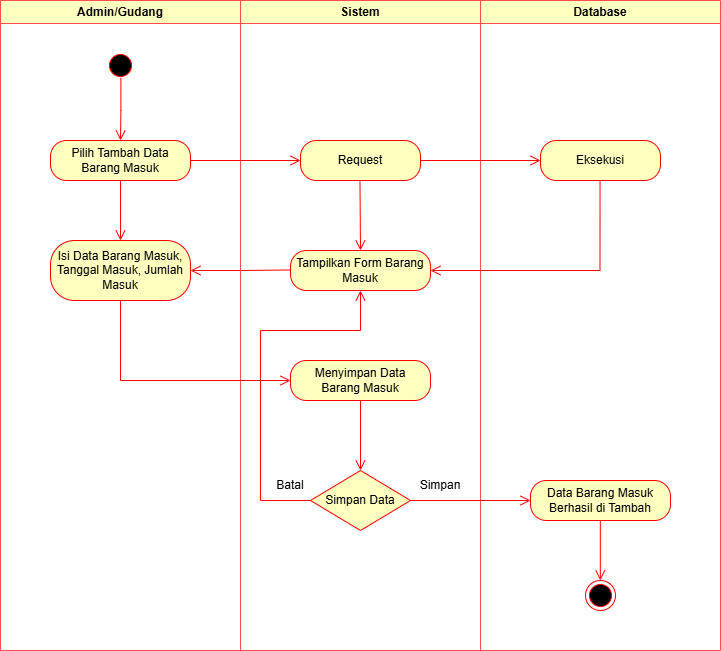 Admin/Gudang
Sistem
Database
Pilih Tambah Data
Barang Masuk
Request
Eksekusi
Isi Data Barang Masuk,
Tanggal Masuk, Jumlah
Masuk
Tampilkan Form Barang
Masuk
Menyimpan Data
Barang Masuk
Batal
Simpan Data
Simpan
Data Barang Masuk
Berhasil di Tambah